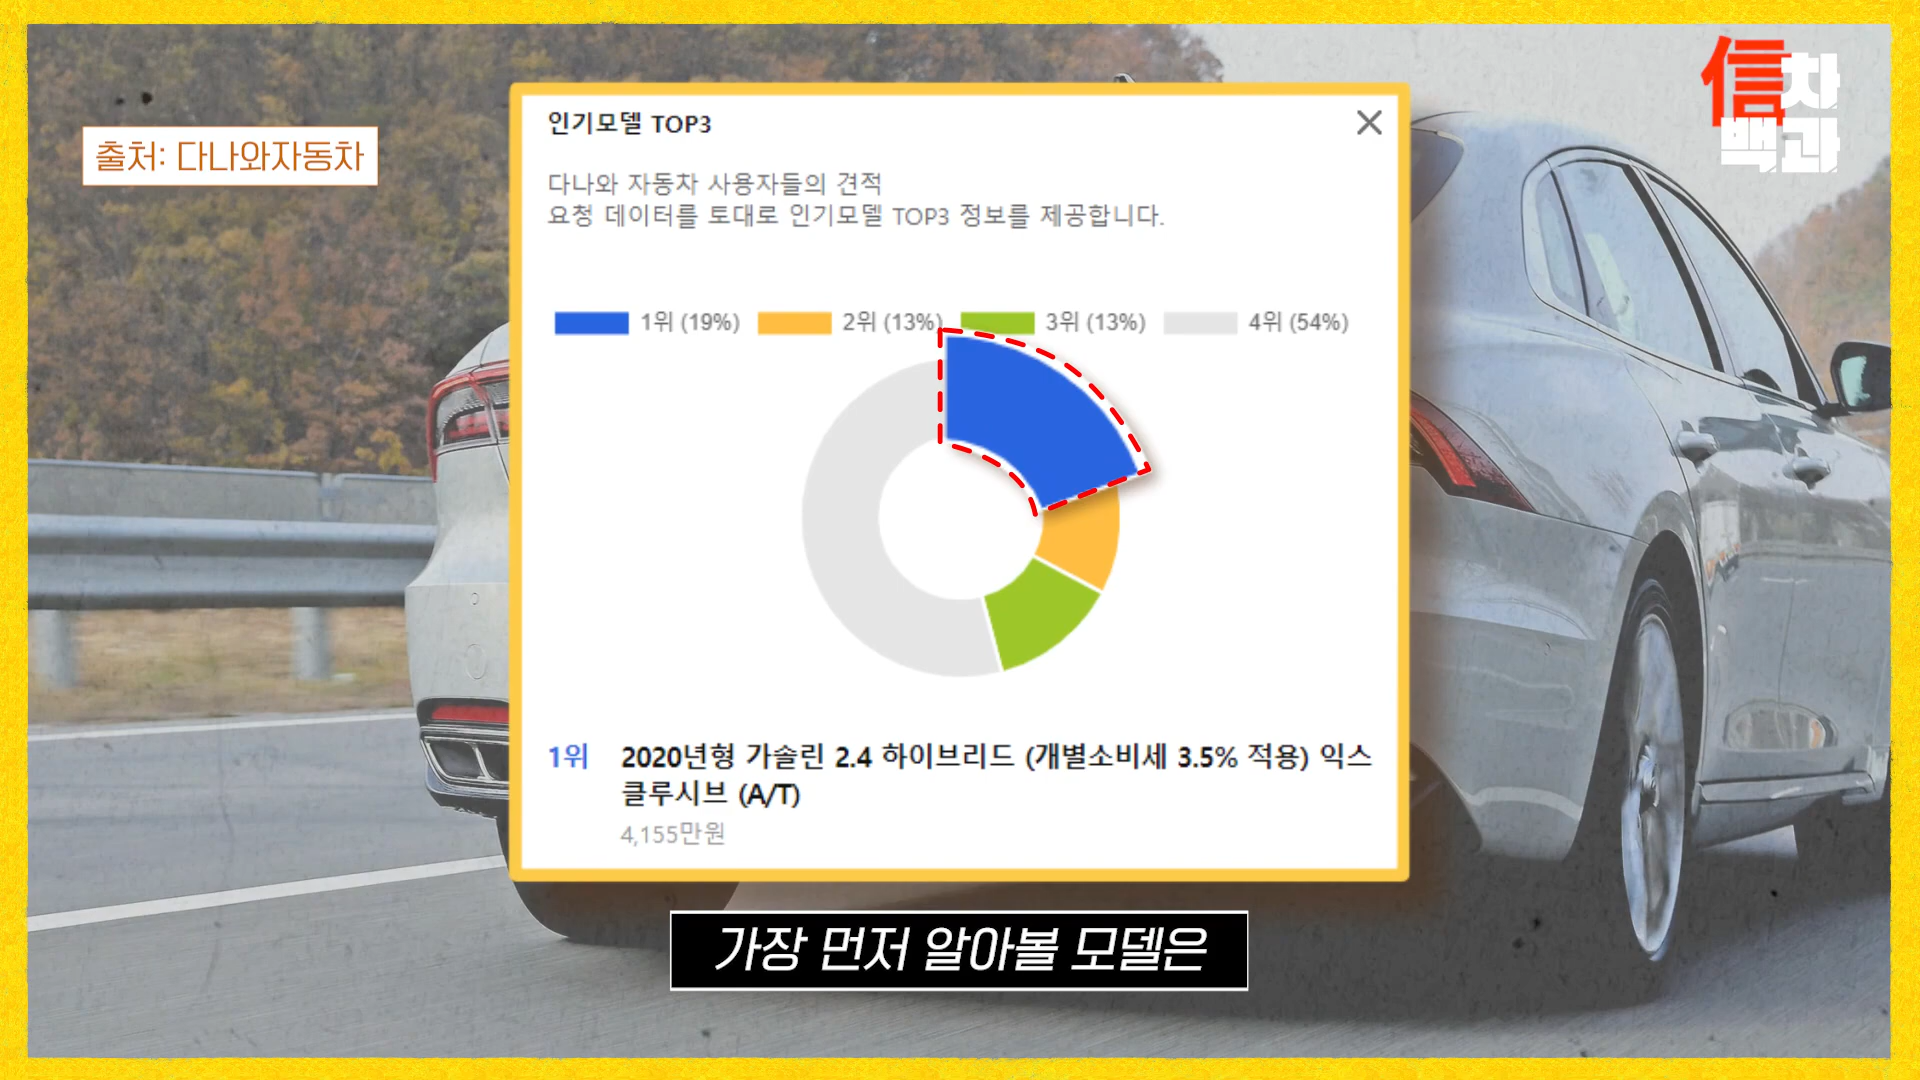 信차
백과
출처: 다나와자동차
인기모델 TOP3
다나와 자동차 사용자들의 견적
요청 데이터를 토대로 인기모델 TOP3 정보를 제공합니다.
1위 (19%) 2위 (13%) 3위 (13%) 4위 (54%)
1위 2020년형 가솔린 2.4 하이브리드 (개별소비세 3.5% 적용) 익스
클루시브 (A/T)
4,155만원
가장 먼저 알아볼 모델은